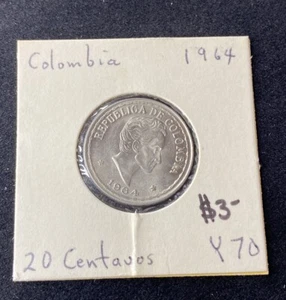 Colombia 1964
REPUBLICA DE COLOMBIA
1964
$3-
20 Centavos Y70